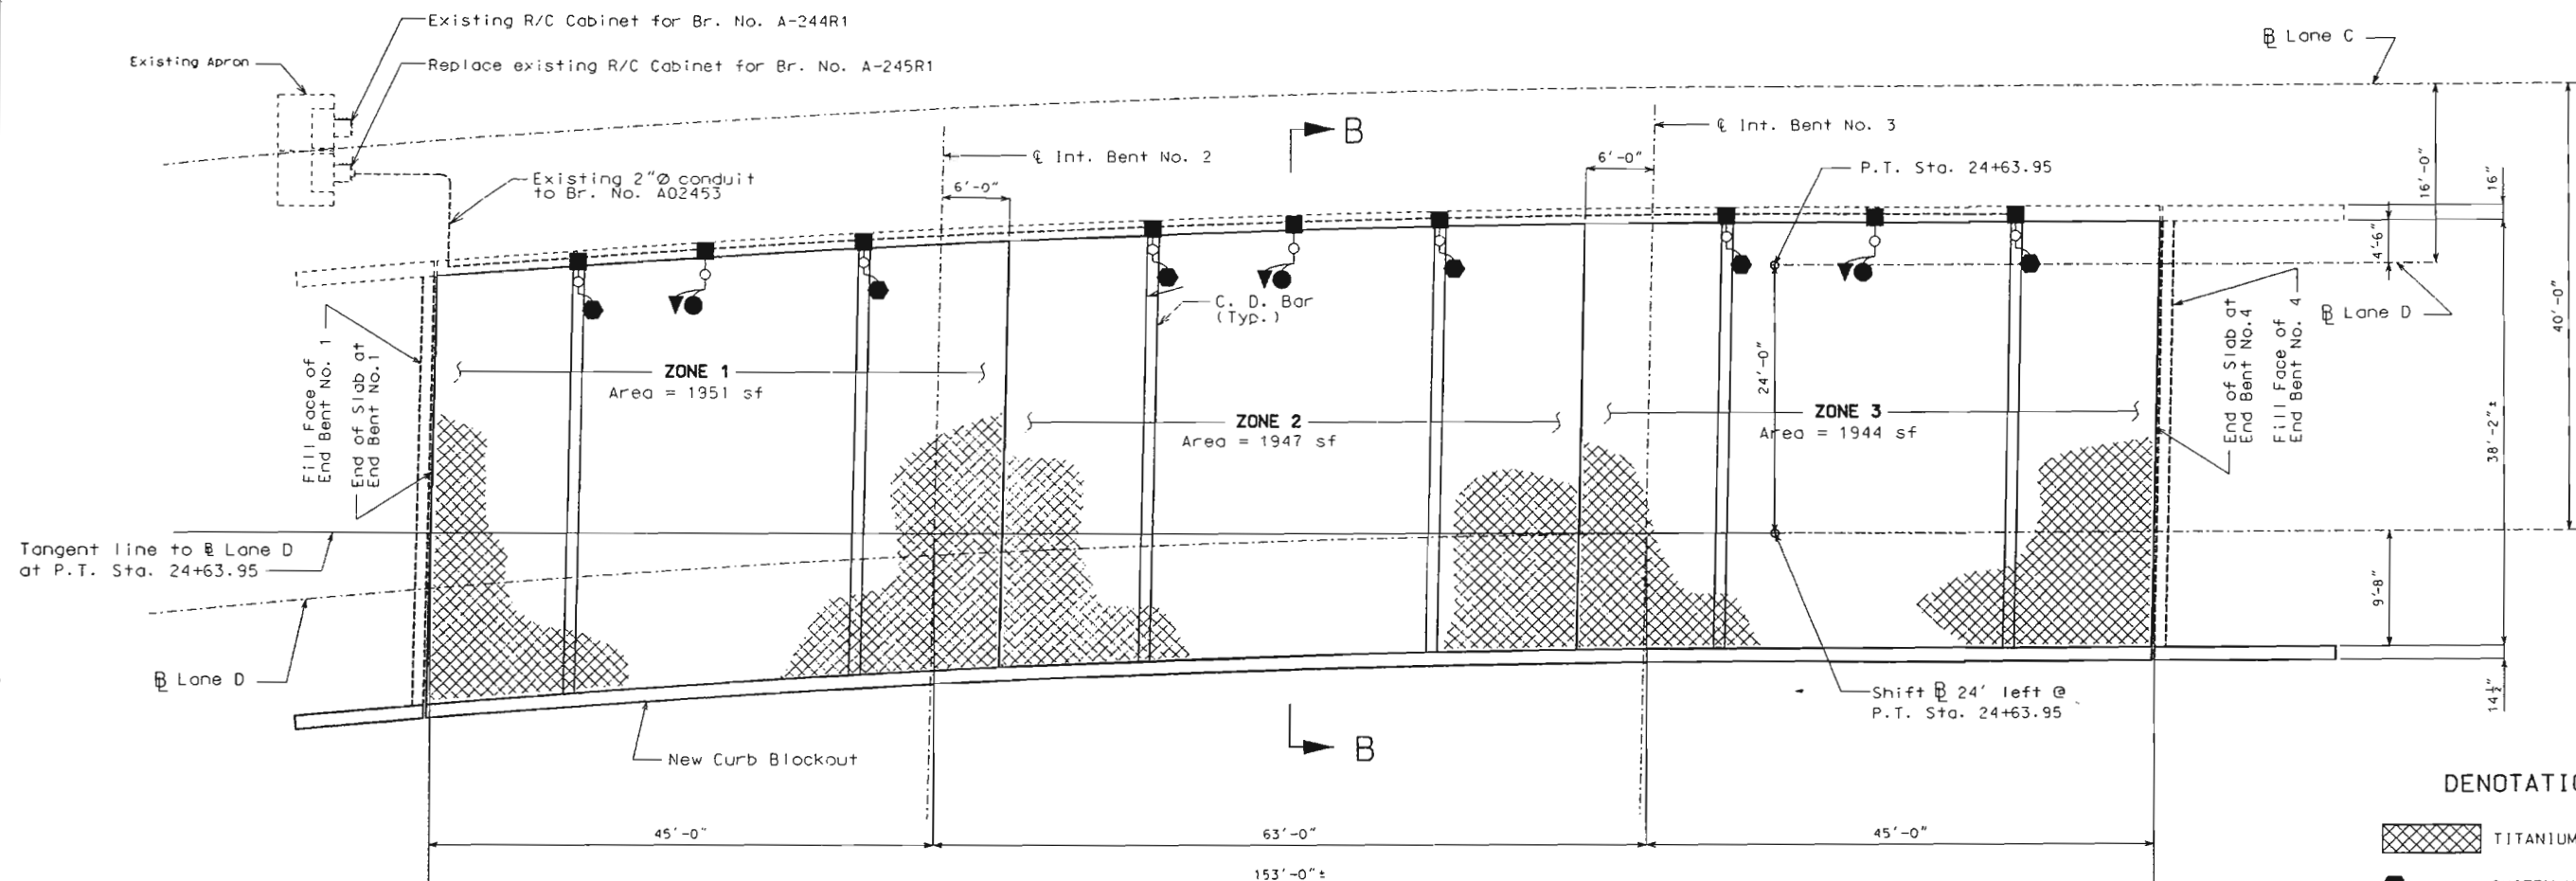 Existing R/C Cabinet for Br. No. A-244R1
℄ Lane C
Existing Apron
Replace existing R/C Cabinet for Br. No. A-245R1
℄ Int. Bent No. 3
B
℄ Int. Bent No. 2
6'-0"
P.T. Sta. 24+63.95
Existing 2"Ø conduit
to Br. No. A02453
6'-0"
16'-0"
16"
4'-6"
40'-0"
C. D. Bar
(Typ.)
℄ Lane D
Fill Face of
End Bent No. 1
End of Slab at
End Bent No.1
ZONE 1
Area = 1951 sf
24'-0"
ZONE 2
Area = 1947 sf
ZONE 3
Area = 1944 sf
End of Slab at
End Bent No.4
Fill Face of
End Bent No. 4
38'-2"±
Tangent line to ℄ Lane D
at P.T. Sta. 24+63.95
9'-8"
℄ Lane D
Shift ℄ 24' left @
P.T. Sta. 24+63.95
14½"
B
New Curb Blockout
DENOTATI
45'-0"
63'-0"
45'-0"
TITANIUM
153'-0"±